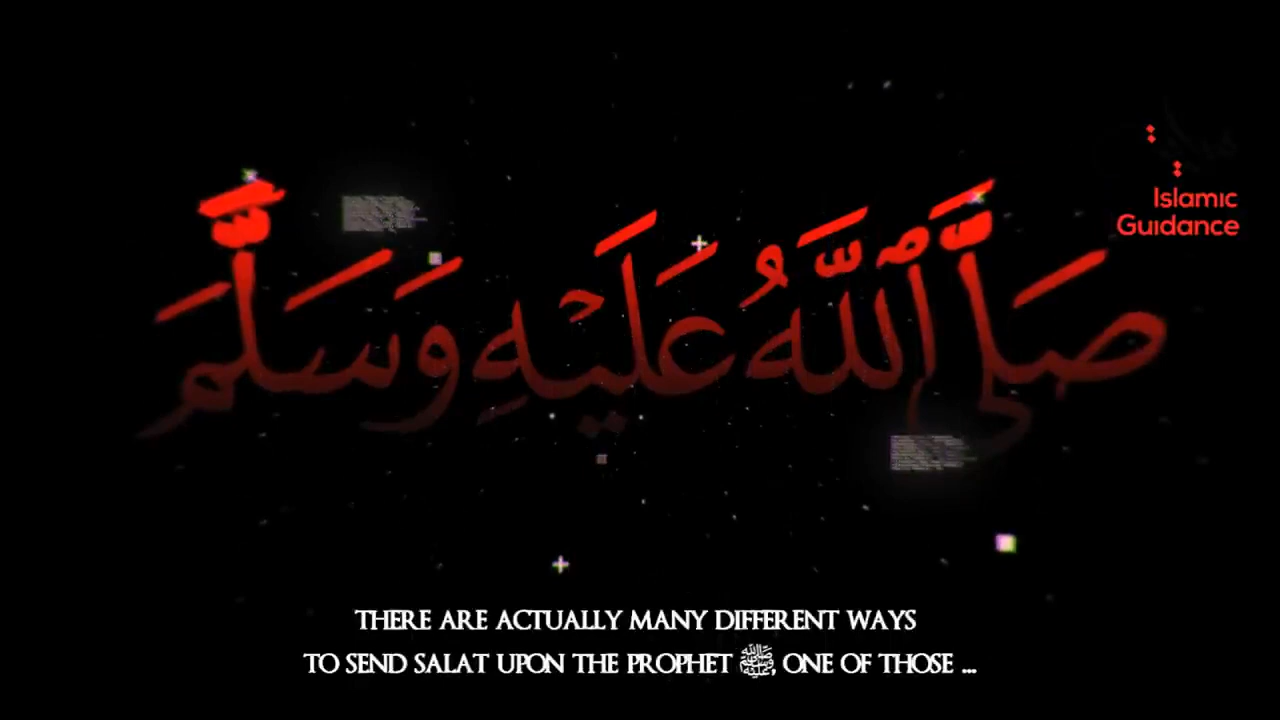 صَلَّى ٱللَّهُ عَلَيْهِ وَسَلَّمَ
Islamic
Guidance
THERE ARE ACTUALLY MANY DIFFERENT WAYS
TO SEND SALAT UPON THE PROPHET ﷺ, ONE OF THOSE ...